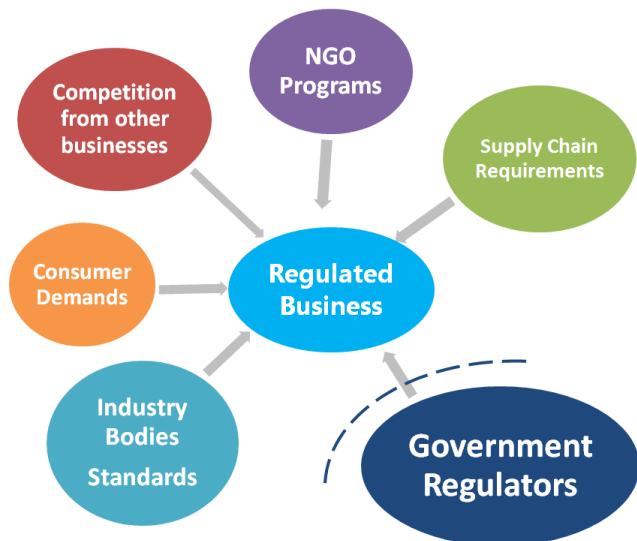 NGO
Programs
Competition
from other
businesses
Supply Chain
Requirements
Regulated
Business
Consumer
Demands
Industry
Bodies
Standards
Government
Regulators